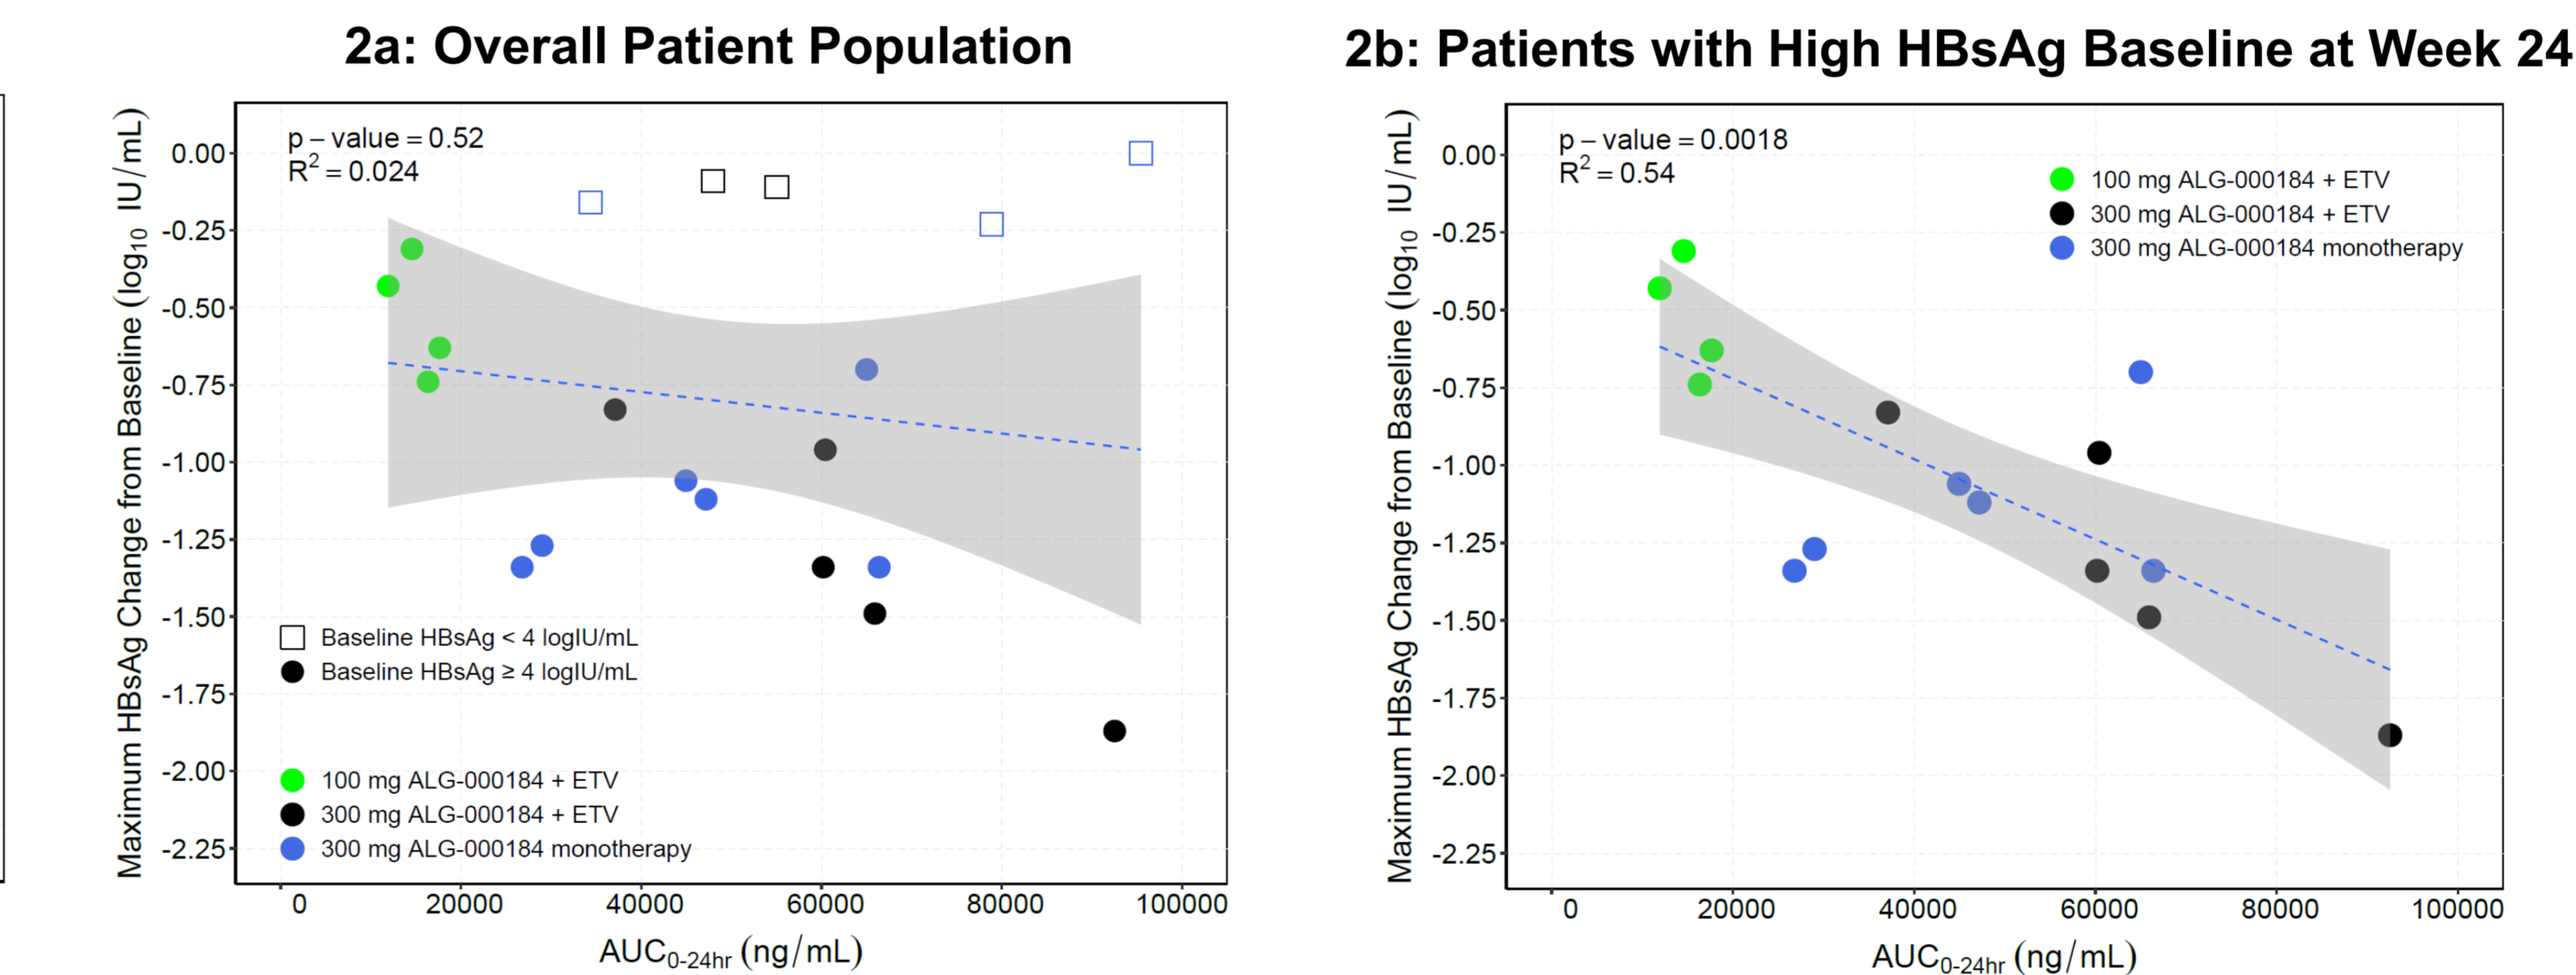 2a: Overall Patient Population
Maximum HBsAg Change from Baseline (log10 IU/mL)
p – value = 0.52
R² = 0.024
0.00
-0.25
-0.50
-0.75
-1.00
-1.25
-1.50
-1.75
-2.00
-2.25
Baseline HBsAg < 4 logIU/mL
Baseline HBsAg ≥ 4 logIU/mL
100 mg ALG-000184 + ETV
300 mg ALG-000184 + ETV
300 mg ALG-000184 monotherapy
0 20000 40000 60000 80000 100000
AUC0-24hr (ng/mL)
2b: Patients with High HBsAg Baseline at Week 24
Maximum HBsAg Change from Baseline (log10 IU/mL)
p – value = 0.0018
R² = 0.54
100 mg ALG-000184 + ETV
300 mg ALG-000184 + ETV
300 mg ALG-000184 monotherapy
0.00
-0.25
-0.50
-0.75
-1.00
-1.25
-1.50
-1.75
-2.00
-2.25
0 20000 40000 60000 80000 100000
AUC0-24hr (ng/mL)